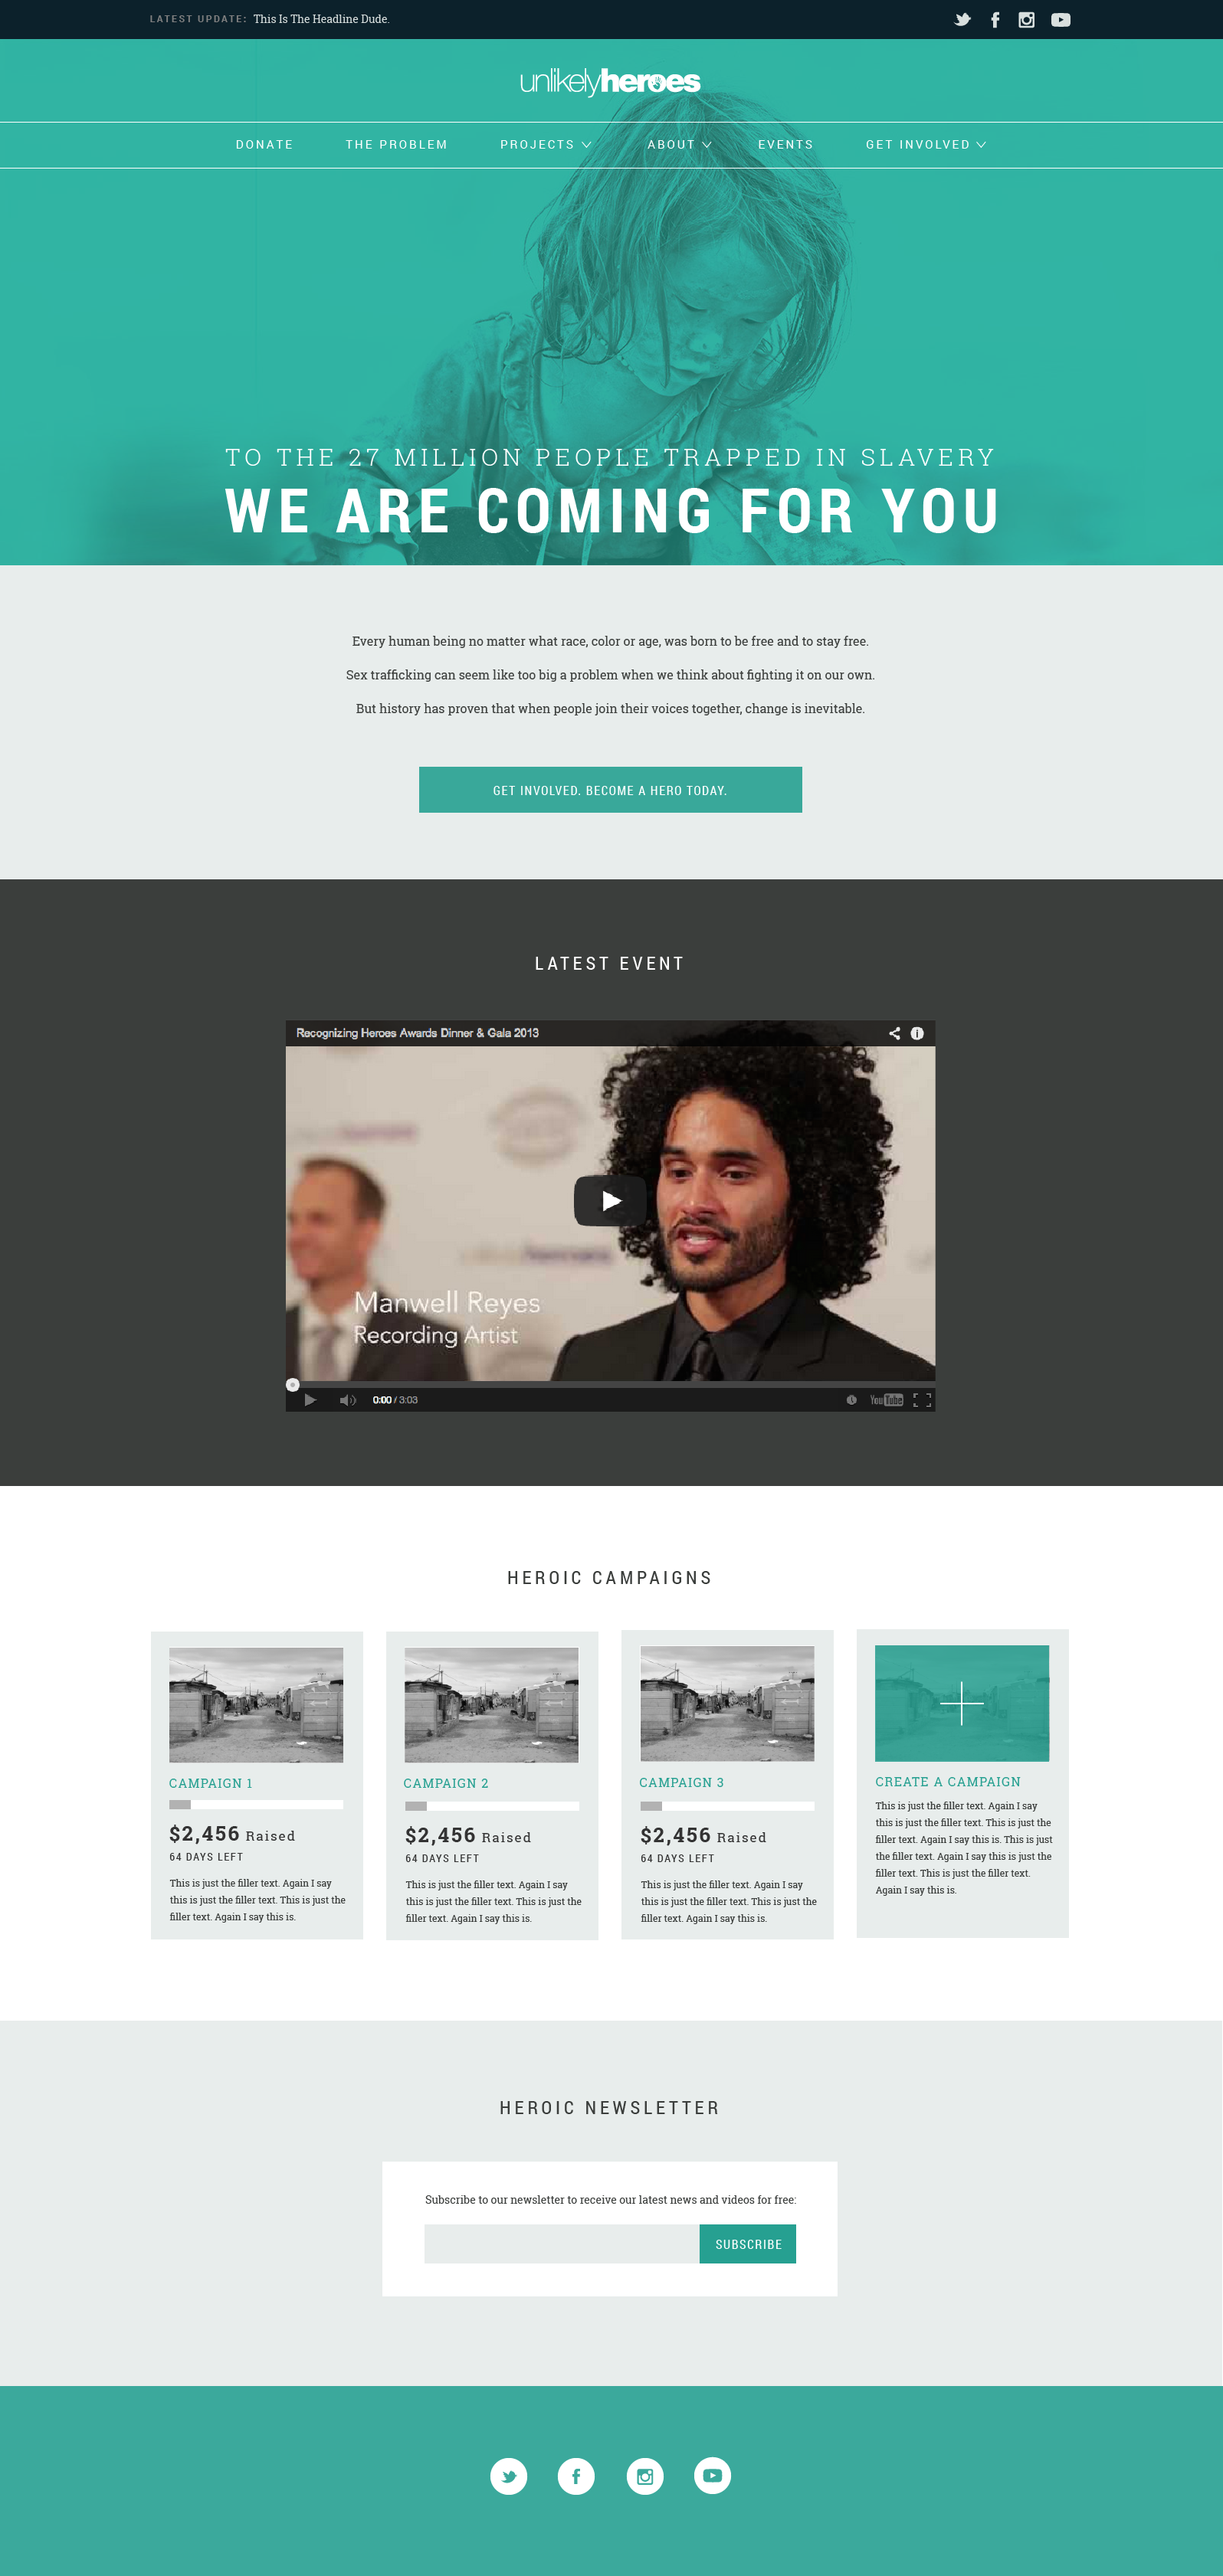 LATEST UPDATE: This Is The Headline Dude.
unlikelyheroes
DONATE THE PROBLEM PROJECTS ABOUT EVENTS GET INVOLVED
TO THE 27 MILLION PEOPLE TRAPPED IN SLAVERY
WE ARE COMING FOR YOU
Every human being no matter what race, color or age, was born to be free and to stay free.
Sex trafficking can seem like too big a problem when we think about fighting it on our own.
But history has proven that when people join their voices together, change is inevitable.
GET INVOLVED. BECOME A HERO TODAY.
LATEST EVENT
Recognizing Heroes Awards Dinner & Gala 2013
Manwell Reyes
Recording Artist
0:00 / 3:03
YouTube
HEROIC CAMPAIGNS
CAMPAIGN 1
$2,456 Raised
64 DAYS LEFT
This is just the filler text. Again I say
this is just the filler text. This is just the
filler text. Again I say this is.
CAMPAIGN 2
$2,456 Raised
64 DAYS LEFT
This is just the filler text. Again I say
this is just the filler text. This is just the
filler text. Again I say this is.
CAMPAIGN 3
$2,456 Raised
64 DAYS LEFT
This is just the filler text. Again I say
this is just the filler text. This is just the
filler text. Again I say this is.
CREATE A CAMPAIGN
This is just the filler text. Again I say
this is just the filler text. This is just the
filler text. Again I say this is. This is just
the filler text. Again I say this is just the
filler text. This is just the filler text.
Again I say this is.
HEROIC NEWSLETTER
Subscribe to our newsletter to receive our latest news and videos for free:
SUBSCRIBE